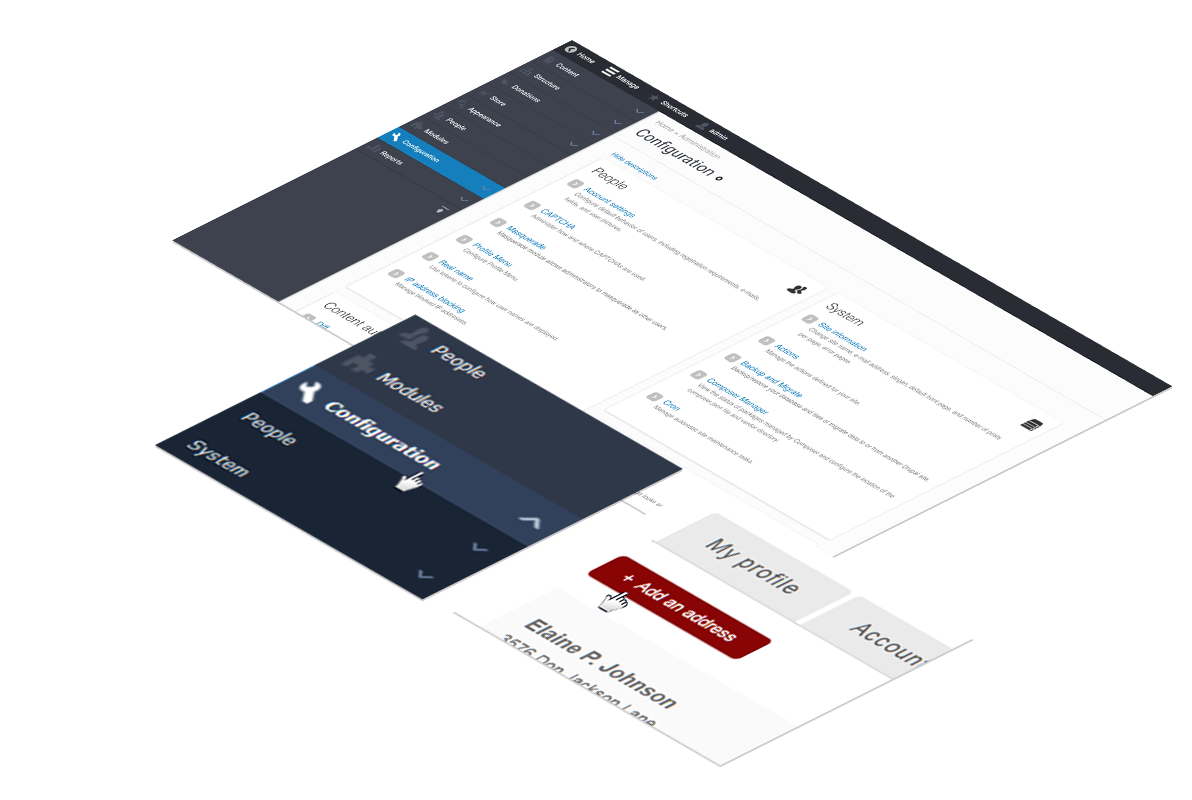 Home
Manage
Shortcuts
admin
Content
Structure
Donations
Store
Appearance
People
Modules
Configuration
Reports
Home » Administration
Configuration
Hide descriptions
People
Account settings
Configure default behavior of users, including registration requirements, e-mails,
fields, and user pictures.
CAPTCHA
Administer how and where CAPTCHAs are used.
Masquerade
Masquerade module allows administrators to masquerade as other users.
Profile Menu
Configure Profile Menu
Real name
Use tokens to configure how user names are displayed.
IP address blocking
Manage blocked IP addresses.
Content au
System
Site information
Change site name, e-mail address, slogan, default front page, and number of posts
per page, error pages.
Actions
Manage the actions defined for your site.
Backup and Migrate
Backup/restore your database and files or migrate data to or from another Drupal site.
Composer Manager
View the status of packages managed by Composer and configure the location of the
composer.json file and vendor directory
Cron
Manage automatic site maintenance tasks.
People
Modules
Configuration
People
System
My profile
Accoun
+ Add an address
Elaine P. Johnson
3576 Don Jackson Lane